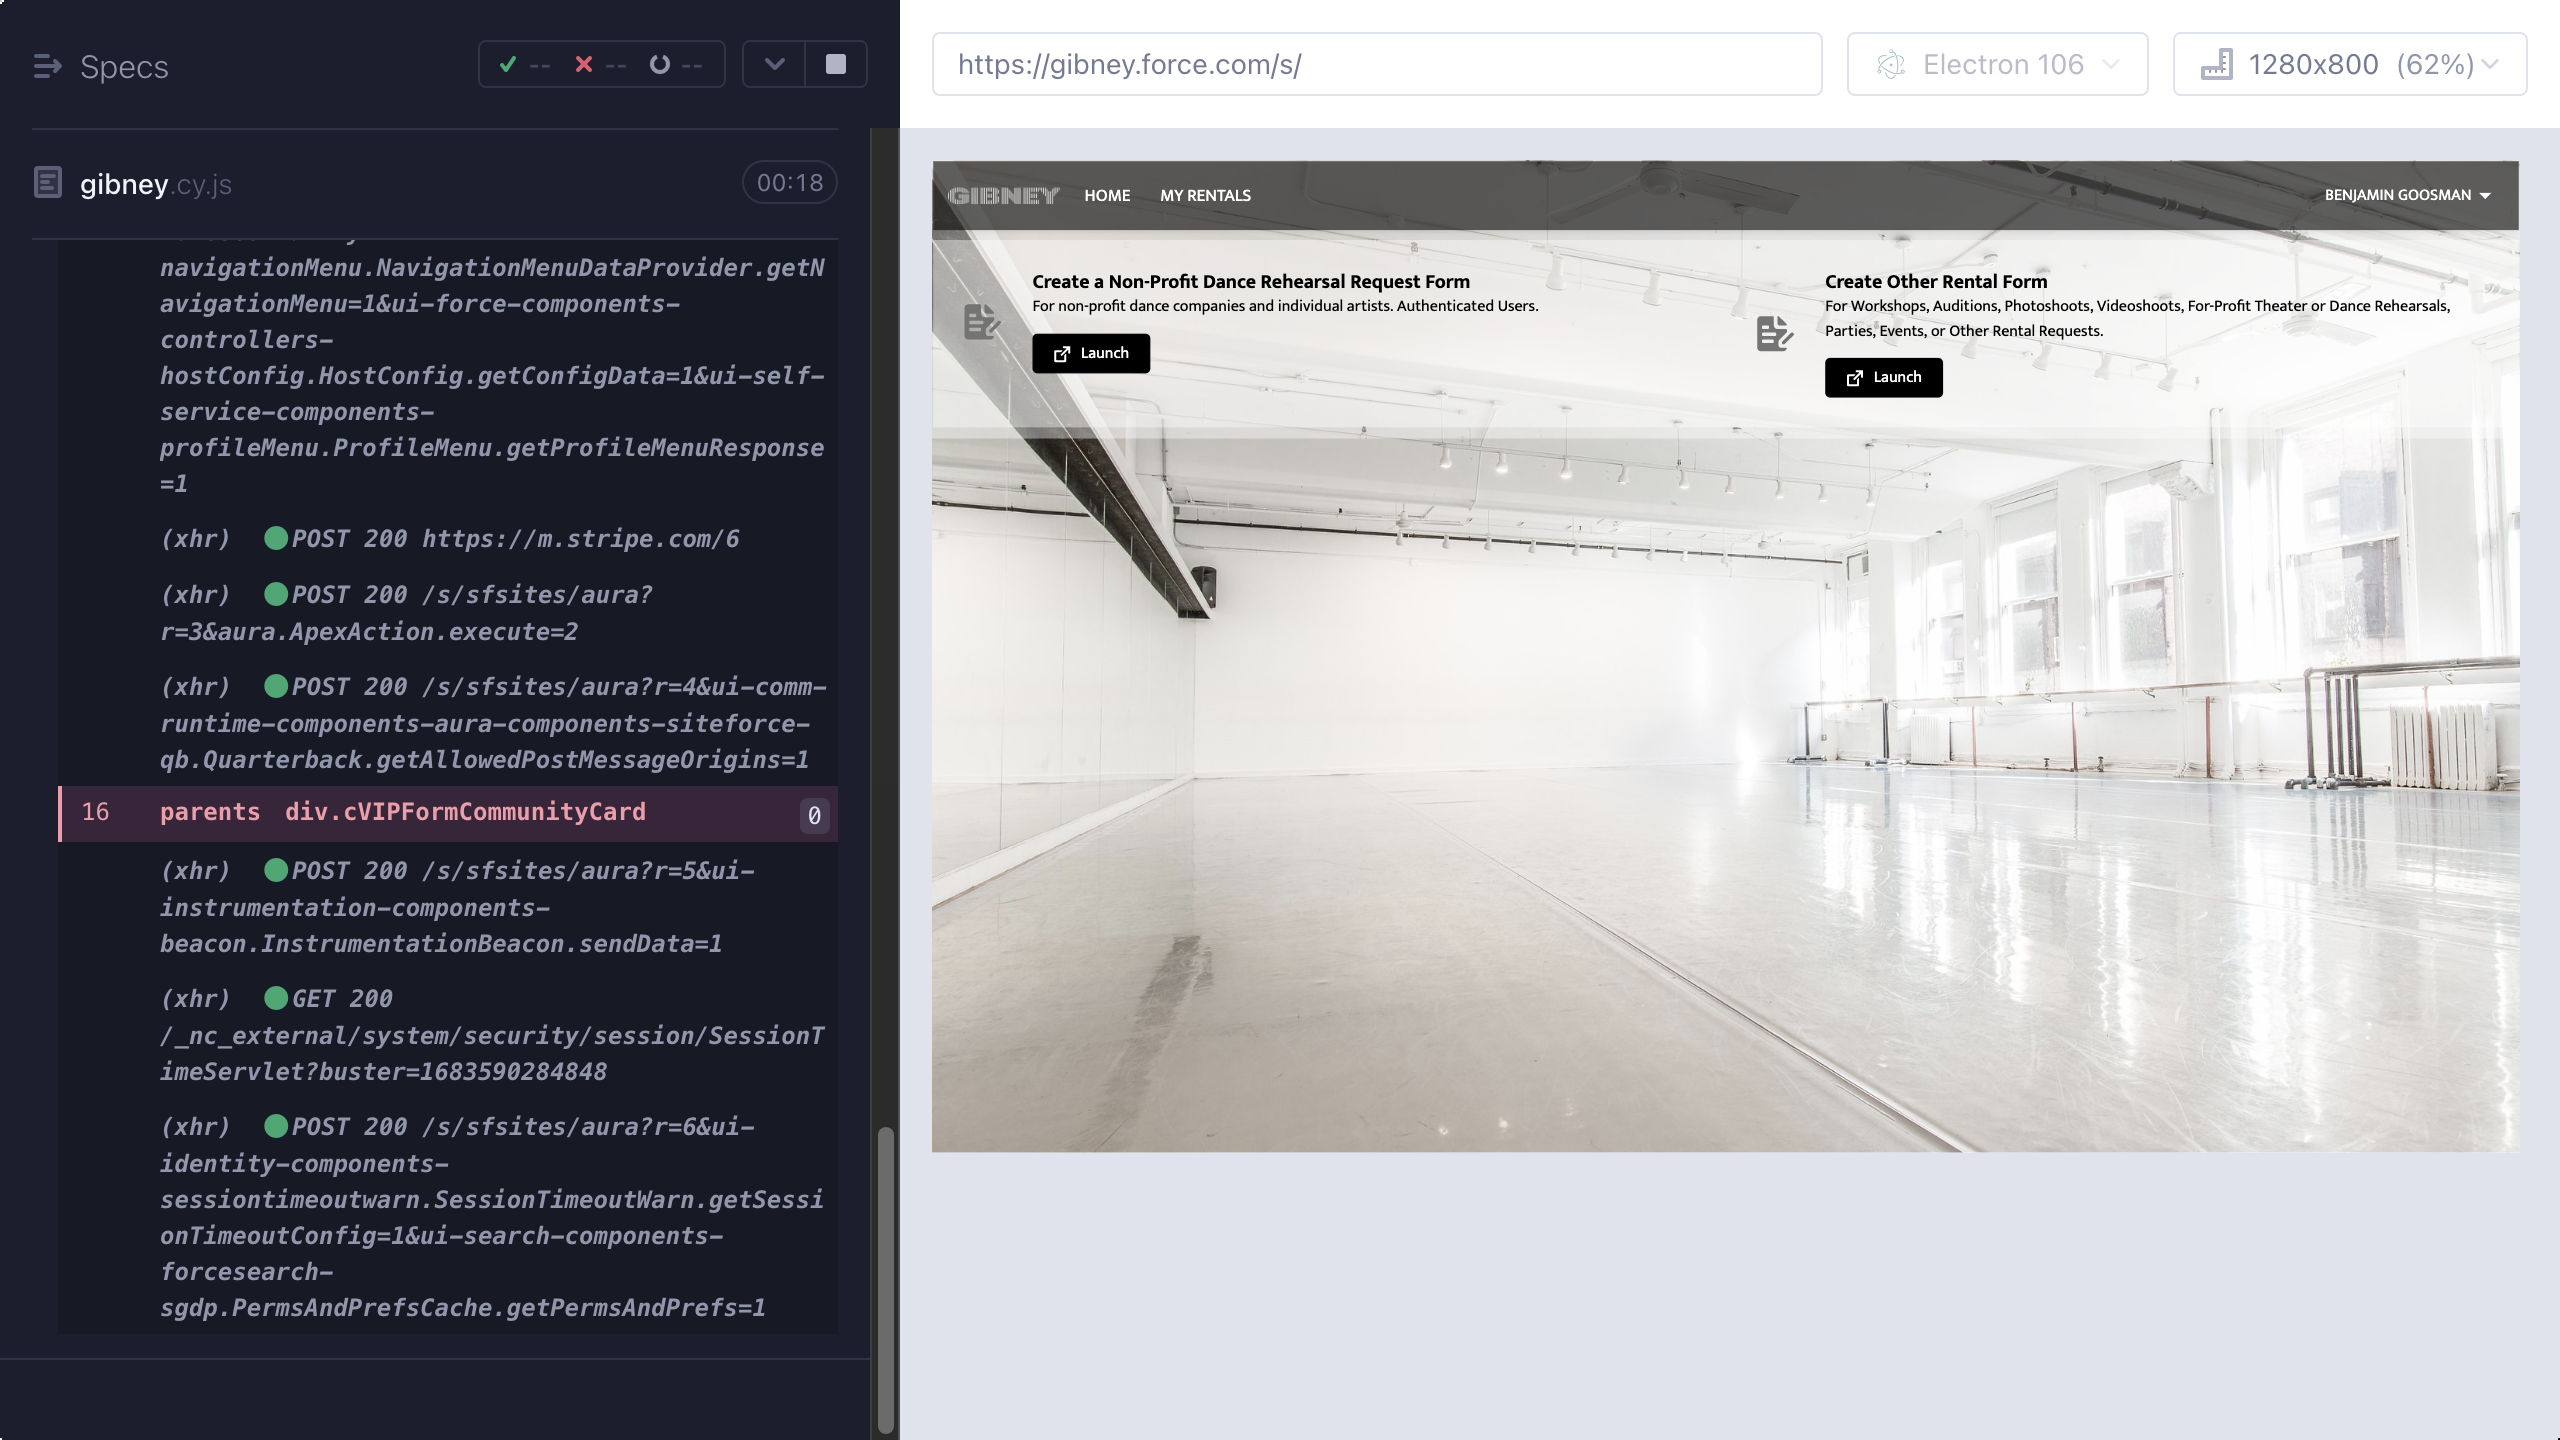 Specs
-- -- --
gibney.cy.js
00:18
navigationMenu.NavigationMenuDataProvider.getN
avigationMenu=1&ui-force-components-
controllers-
hostConfig.HostConfig.getConfigData=1&ui-self-
service-components-
profileMenu.ProfileMenu.getProfileMenuResponse
=1
(xhr) POST 200 https://m.stripe.com/6
(xhr) POST 200 /s/sfsites/aura?
r=3&aura.ApexAction.execute=2
(xhr) POST 200 /s/sfsites/aura?r=4&ui-comm-
runtime-components-aura-components-siteforce-
qb.Quarterback.getAllowedPostMessageOrigins=1
16 parents div.cVIPFormCommunityCard 0
(xhr) POST 200 /s/sfsites/aura?r=5&ui-
instrumentation-components-
beacon.InstrumentationBeacon.sendData=1
(xhr) GET 200
/_nc_external/system/security/session/SessionT
imeServlet?buster=1683590284848
(xhr) POST 200 /s/sfsites/aura?r=6&ui-
identity-components-
sessiontimeoutwarn.SessionTimeoutWarn.getSessi
onTimeoutConfig=1&ui-search-components-
forcesearch-
sgdp.PermsAndPrefsCache.getPermsAndPrefs=1
https://gibney.force.com/s/
Electron 106
1280x800 (62%)
GIBNEY HOME MY RENTALS
BENJAMIN GOOSMAN
Create a Non-Profit Dance Rehearsal Request Form
For non-profit dance companies and individual artists. Authenticated Users.
Launch
Create Other Rental Form
For Workshops, Auditions, Photoshoots, Videoshoots, For-Profit Theater or Dance Rehearsals,
Parties, Events, or Other Rental Requests.
Launch